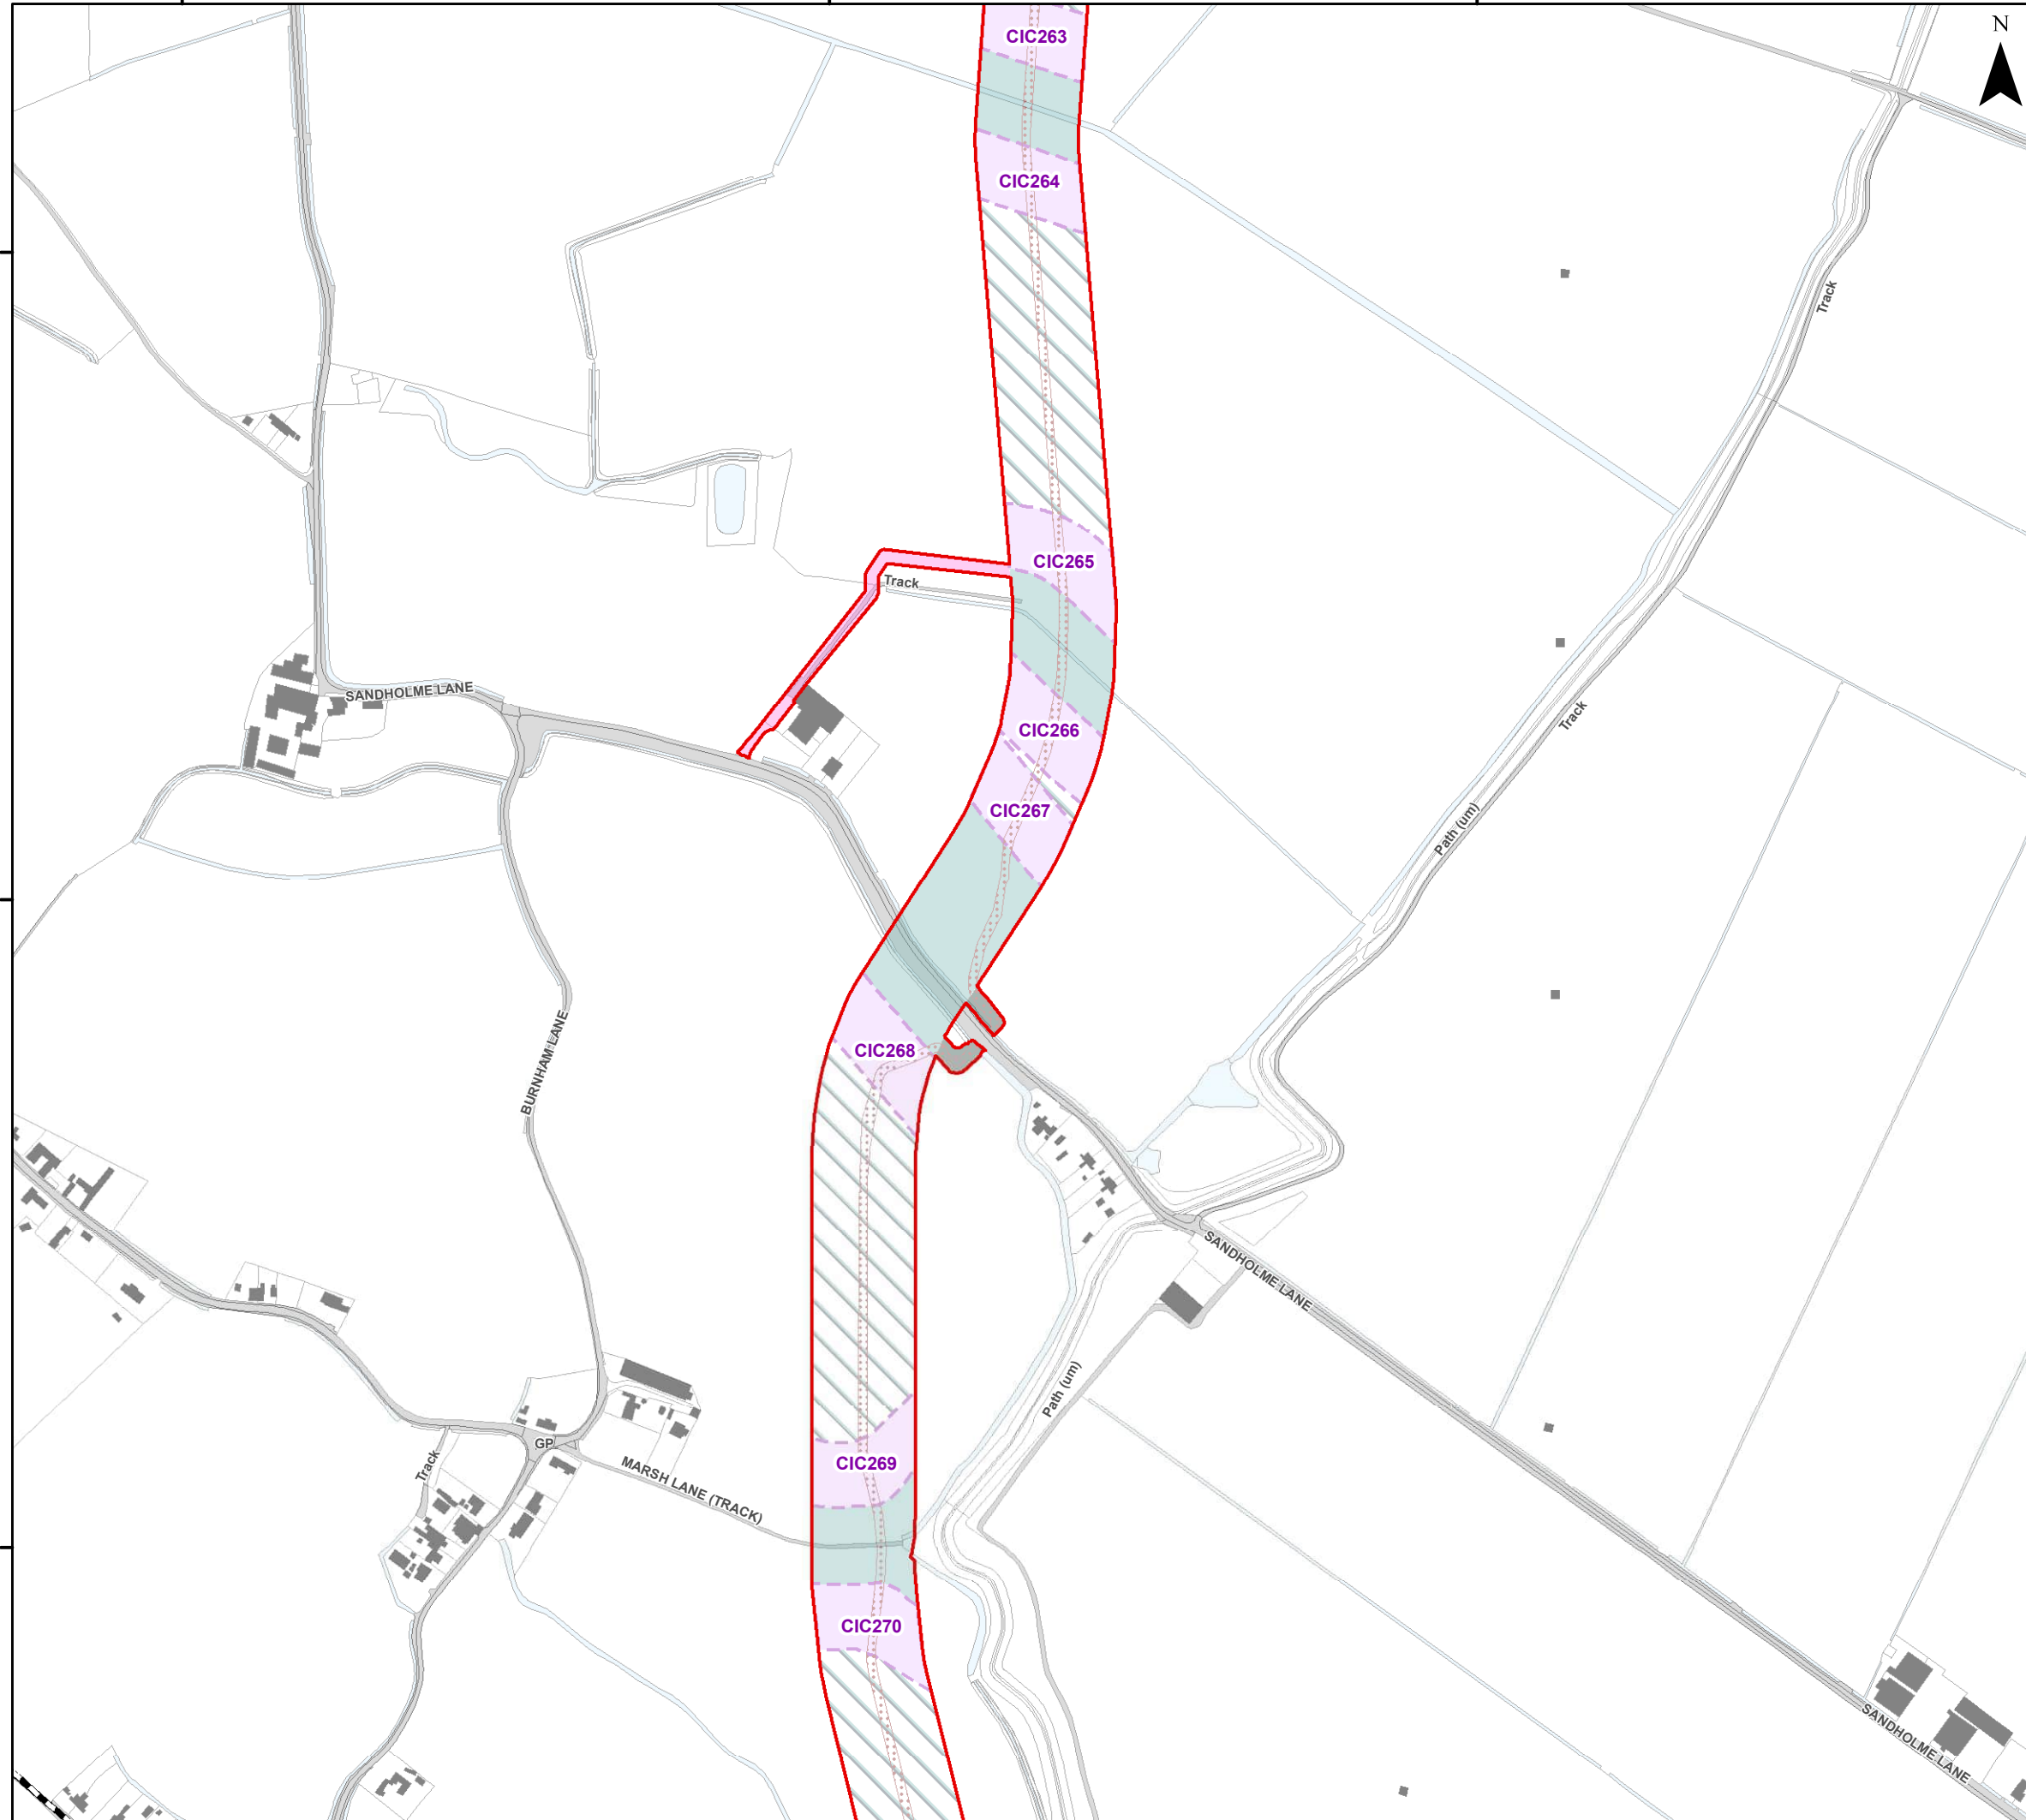 CIC263
N
CIC264
Track
CIC265
Track
SANDHOLME LANE
Track
CIC266
CIC267
Path (um)
BURNHAM LANE
CIC268
SANDHOLME LANE
Path (um)
GP
Track
MARSH LANE (TRACK)
CIC269
CIC270
SANDHOLME LANE